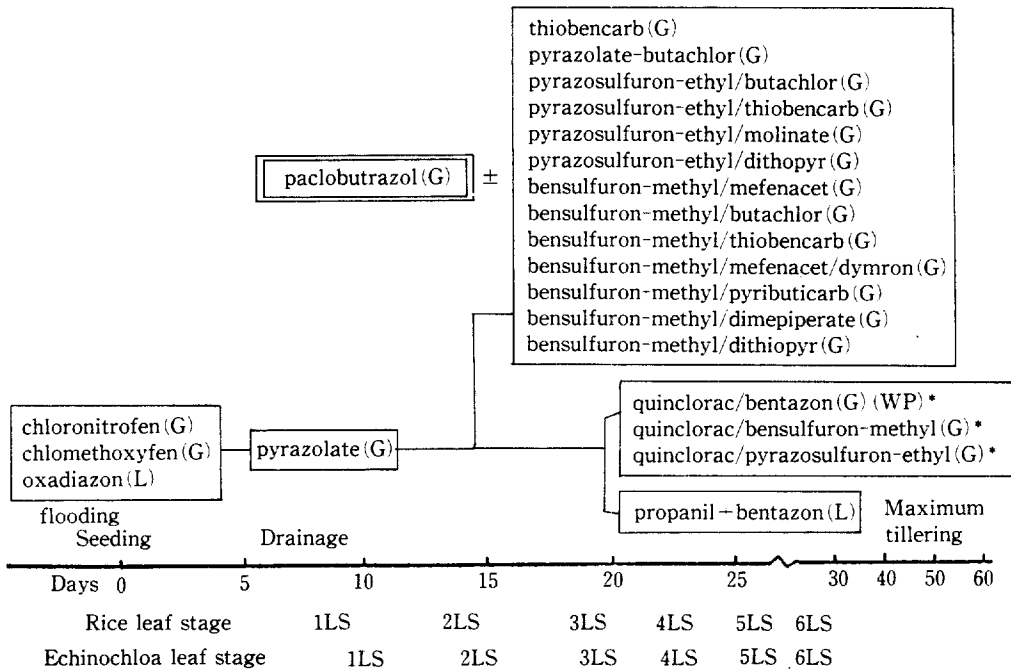 thiobencarb(G)
pyrazolate-butachlor(G)
pyrazosulfuron-ethyl/butachlor(G)
pyrazosulfuron-ethyl/thiobencarb(G)
pyrazosulfuron-ethyl/molinate(G)
pyrazosulfuron-ethyl/dithopyr(G)
bensulfuron-methyl/mefenacet(G)
bensulfuron-methyl/butachlor(G)
bensulfuron-methyl/thiobencarb(G)
bensulfuron-methyl/mefenacet/dymron(G)
bensulfuron-methyl/pyributicarb(G)
bensulfuron-methyl/dimepiperate(G)
bensulfuron-methyl/dithiopyr(G)
paclobutrazol(G) ±
chloronitrofen(G)
chlomethoxyfen(G)
oxadiazon(L)
pyrazolate(G)
quinclorac/bentazon(G)(WP)*
quinclorac/bensulfuron-methyl(G)*
quinclorac/pyrazosulfuron-ethyl(G)*
propanil-bentazon(L)
flooding
Seeding Drainage
Maximum
tillering
Days 0 5 10 15 20 25 30 40 50 60
Rice leaf stage 1LS 2LS 3LS 4LS 5LS 6LS
Echinochloa leaf stage 1LS 2LS 3LS 4LS 5LS 6LS